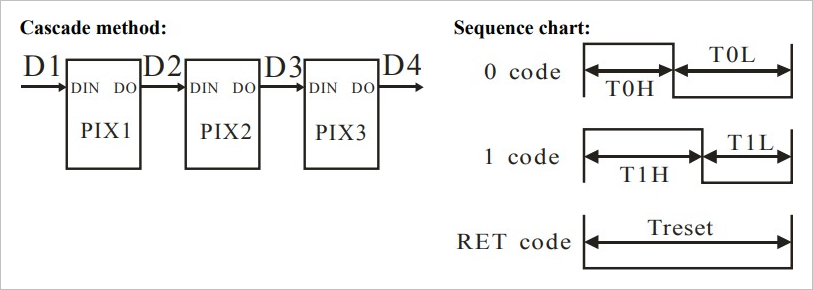 Cascade method:
D1 D2 D3 D4
DIN DO DIN DO DIN DO
PIX1 PIX2 PIX3
Sequence chart:
0 code T0H T0L
1 code T1H T1L
RET code Treset